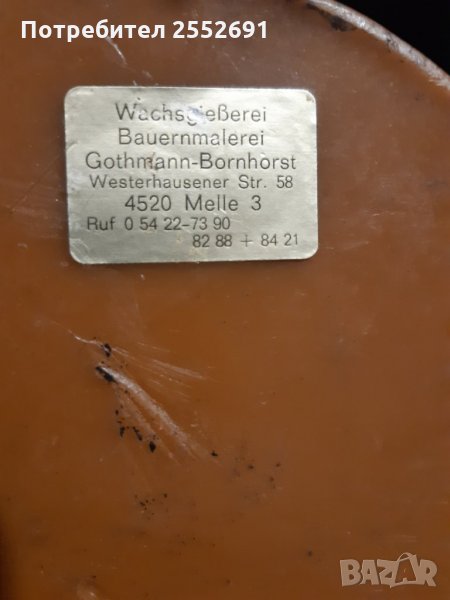 Потребител 2552691
Wachsgießerei
Bauernmalerei
Gothmann-Bornhorst
Westerhausener Str. 58
4520 Melle 3
Ruf 0 54 22-73 90
82 88 + 84 21
BAZAR